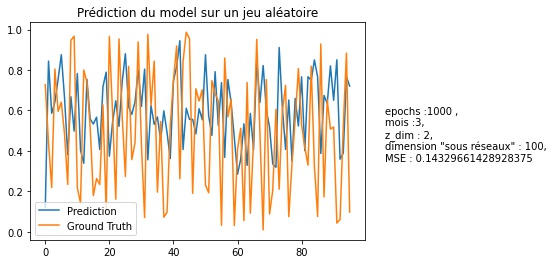 Prédiction du model sur un jeu aléatoire
1.0
0.8
0.6
0.4
0.2
0.0
Prediction
Ground Truth
0 20 40 60 80
epochs :1000 ,
mois :3,
z_dim : 2,
dimension "sous réseaux" : 100,
MSE : 0.14329661428928375